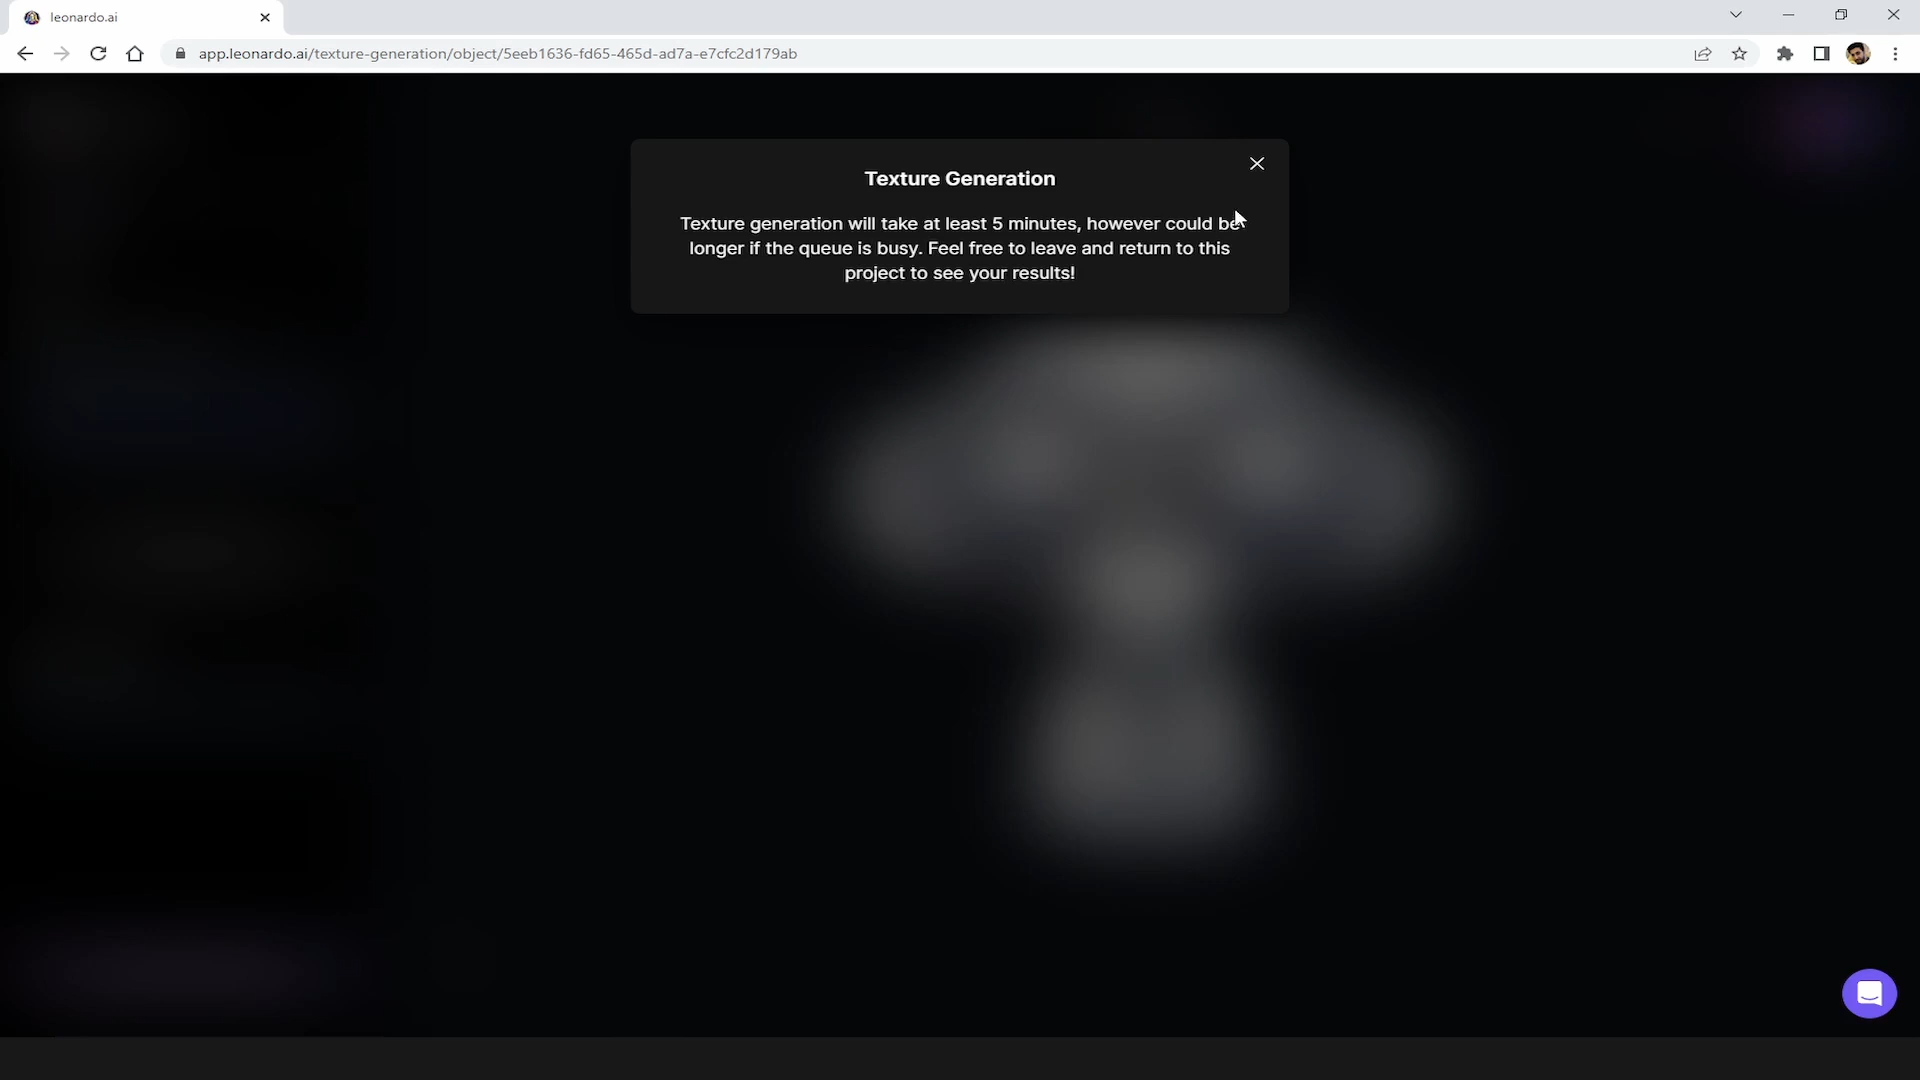 leonardo.ai
app.leonardo.ai/texture-generation/object/5eeb1636-fd65-465d-ad7a-e7cfc2d179ab
Texture Generation
Texture generation will take at least 5 minutes, however could be
longer if the queue is busy. Feel free to leave and return to this
project to see your results!